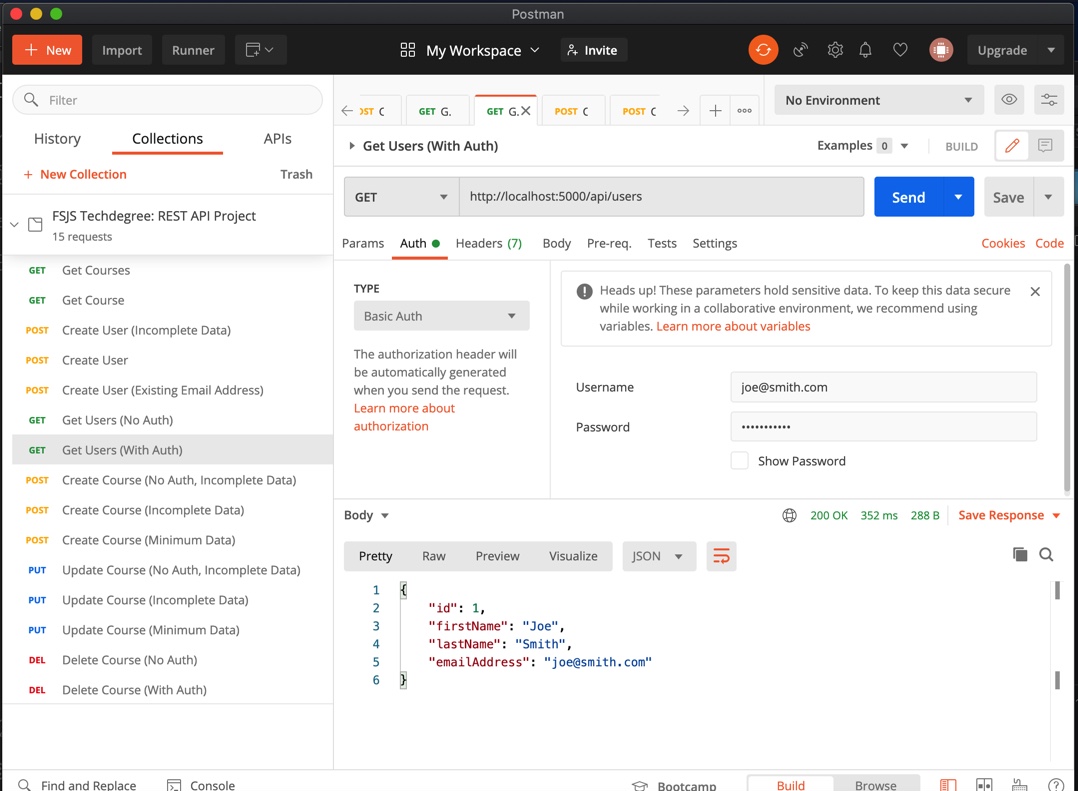 Postman
+ New
Import
Runner
My Workspace
Invite
Upgrade
Filter
History
Collections
APIs
+ New Collection
Trash
FSJS Techdegree: REST API Project
15 requests
GET Get Courses
GET Get Course
POST Create User (Incomplete Data)
POST Create User
POST Create User (Existing Email Address)
GET Get Users (No Auth)
GET Get Users (With Auth)
POST Create Course (No Auth, Incomplete Data)
POST Create Course (Incomplete Data)
POST Create Course (Minimum Data)
PUT Update Course (No Auth, Incomplete Data)
PUT Update Course (Incomplete Data)
PUT Update Course (Minimum Data)
DEL Delete Course (No Auth)
DEL Delete Course (With Auth)
GET G.
GET G.
POST C
POST C
No Environment
Get Users (With Auth)
Examples 0
BUILD
GET
http://localhost:5000/api/users
Send
Save
Params
Auth
Headers (7)
Body
Pre-req.
Tests
Settings
Cookies
Code
TYPE
Basic Auth
The authorization header will
be automatically generated
when you send the request.
Learn more about
authorization
Heads up! These parameters hold sensitive data. To keep this data secure
while working in a collaborative environment, we recommend using
variables. Learn more about variables
Username
joe@smith.com
Password
•••••••••••
Show Password
Body
200 OK
352 ms
288 B
Save Response
Pretty
Raw
Preview
Visualize
JSON
1 {
2 "id": 1,
3 "firstName": "Joe",
4 "lastName": "Smith",
5 "emailAddress": "joe@smith.com"
6 }
Find and Replace
Console
Bootcamp
Build
Browse